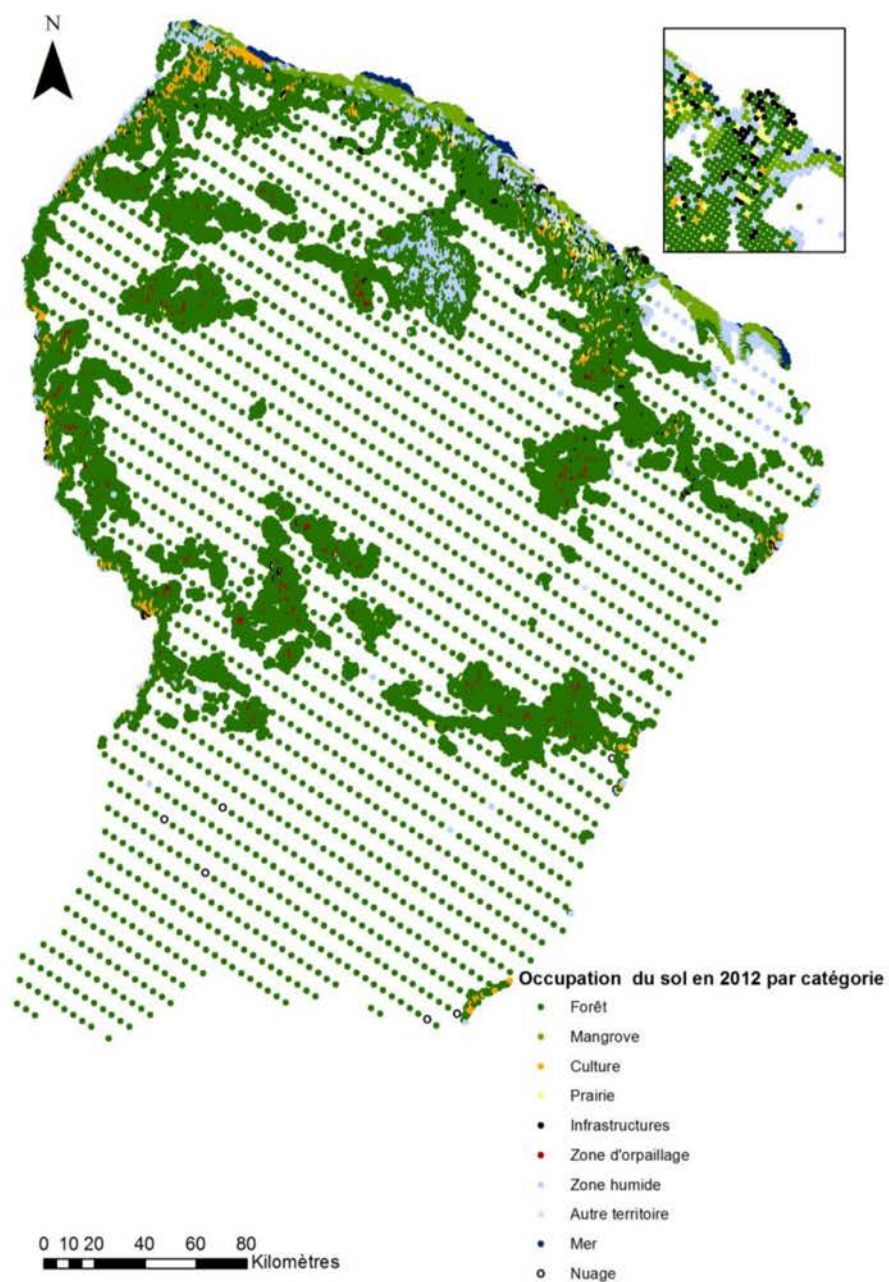 N
Occupation du sol en 2012 par catégorie
Forêt
Mangrove
Culture
Prairie
Infrastructures
Zone d'orpaillage
Zone humide
Autre territoire
Mer
Nuage
0 10 20 40 60 80
Kilomètres